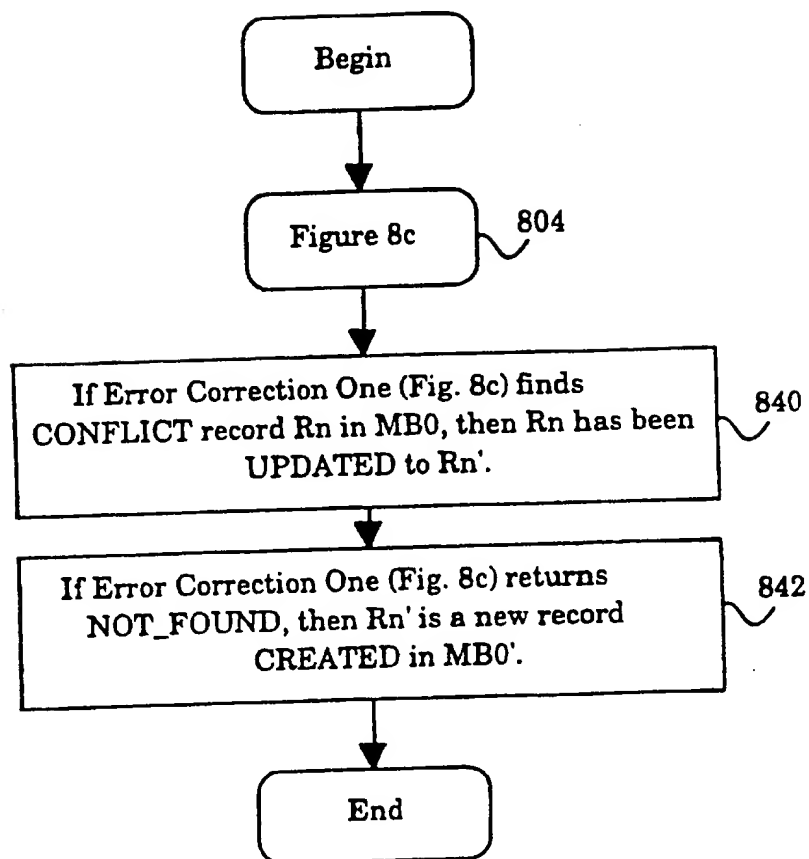 Begin
Figure 8c
804
If Error Correction One (Fig. 8c) finds
CONFLICT record Rn in MB0, then Rn has been
UPDATED to Rn'.
840
If Error Correction One (Fig. 8c) returns
NOT_FOUND, then Rn' is a new record
CREATED in MB0'.
842
End